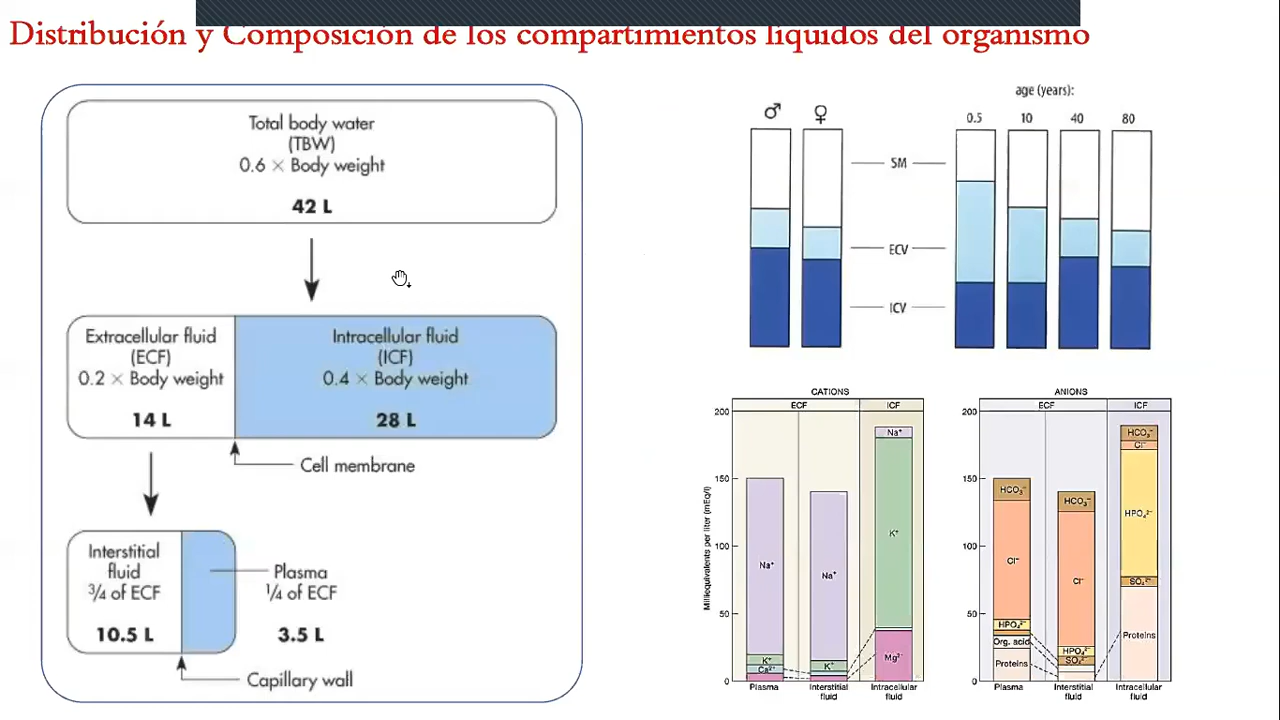 Distribución y Composición de los compartimientos líquidos del organismo
Total body water
(TBW)
0.6 × Body weight
42 L
Extracellular fluid
(ECF)
0.2 × Body weight
14 L
Intracellular fluid
(ICF)
0.4 × Body weight
28 L
Cell membrane
Interstitial
fluid
3⁄4 of ECF
10.5 L
Plasma
1⁄4 of ECF
3.5 L
Capillary wall
♂
♀
age (years):
0.5 10 40 80
SM
ECV
ICV
CATIONS
ECF ICF
Milliequivalents per liter (mEq/l)
200
150
100
50
0
Na⁺
K⁺
Ca²⁺
Na⁺
K⁺
Na⁺
K⁺
Mg²⁺
Plasma
Interstitial
fluid
Intracellular
fluid
ANIONS
ECF ICF
200
150
100
50
0
HCO₃⁻
Cl⁻
HPO₄²⁻
Org. acid
Proteins
HCO₃⁻
Cl⁻
HPO₄²⁻
SO₄²⁻
HCO₃⁻
Cl⁻
HPO₄²⁻
SO₄²⁻
Proteins
Plasma
Interstitial
fluid
Intracellular
fluid